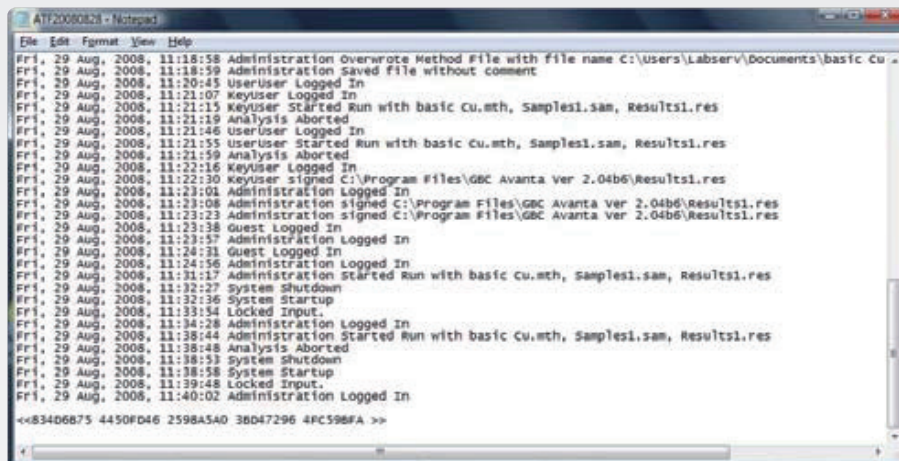 ATF20080828 - Notepad
File Edit Format View Help
Fri, 29 Aug, 2008, 11:18:58 Administration Overwrote Method File with file name C:\Users\Labserv\Documents\basic Cu
Fri, 29 Aug, 2008, 11:18:59 Administration Saved file without comment
Fri, 29 Aug, 2008, 11:20:45 UserUser Logged In
Fri, 29 Aug, 2008, 11:21:07 KeyUser Logged In
Fri, 29 Aug, 2008, 11:21:15 KeyUser Started Run with basic Cu.mth, Samples1.sam, Results1.res
Fri, 29 Aug, 2008, 11:21:19 Analysis Aborted
Fri, 29 Aug, 2008, 11:21:46 UserUser Logged In
Fri, 29 Aug, 2008, 11:21:55 UserUser Started Run with basic Cu.mth, Samples1.sam, Results1.res
Fri, 29 Aug, 2008, 11:21:59 Analysis Aborted
Fri, 29 Aug, 2008, 11:22:16 KeyUser Logged In
Fri, 29 Aug, 2008, 11:22:30 KeyUser signed C:\Program Files\GBC Avanta Ver 2.04b6\Results1.res
Fri, 29 Aug, 2008, 11:23:01 Administration Logged In
Fri, 29 Aug, 2008, 11:23:08 Administration signed C:\Program Files\GBC Avanta Ver 2.04b6\Results1.res
Fri, 29 Aug, 2008, 11:23:23 Administration signed C:\Program Files\GBC Avanta Ver 2.04b6\Results1.res
Fri, 29 Aug, 2008, 11:23:38 Guest Logged In
Fri, 29 Aug, 2008, 11:23:57 Administration Logged In
Fri, 29 Aug, 2008, 11:24:31 Guest Logged In
Fri, 29 Aug, 2008, 11:24:56 Administration Logged In
Fri, 29 Aug, 2008, 11:31:17 Administration Started Run with basic Cu.mth, Samples1.sam, Results1.res
Fri, 29 Aug, 2008, 11:32:27 System Shutdown
Fri, 29 Aug, 2008, 11:32:36 System Startup
Fri, 29 Aug, 2008, 11:33:54 Locked Input.
Fri, 29 Aug, 2008, 11:34:28 Administration Logged In
Fri, 29 Aug, 2008, 11:38:44 Administration Started Run with basic Cu.mth, Samples1.sam, Results1.res
Fri, 29 Aug, 2008, 11:38:48 Analysis Aborted
Fri, 29 Aug, 2008, 11:38:53 System Shutdown
Fri, 29 Aug, 2008, 11:38:58 System Startup
Fri, 29 Aug, 2008, 11:39:48 Locked Input.
Fri, 29 Aug, 2008, 11:40:02 Administration Logged In
<<834D6B75 4450FD46 2598A5A0 3BD47296 4FC59BFA >>